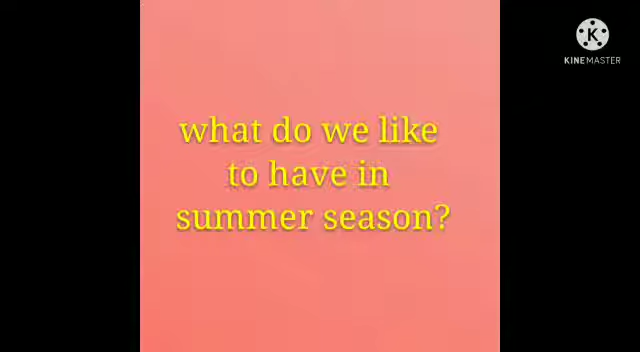 what do we like
to have in
summer season?
K
KINEMASTER